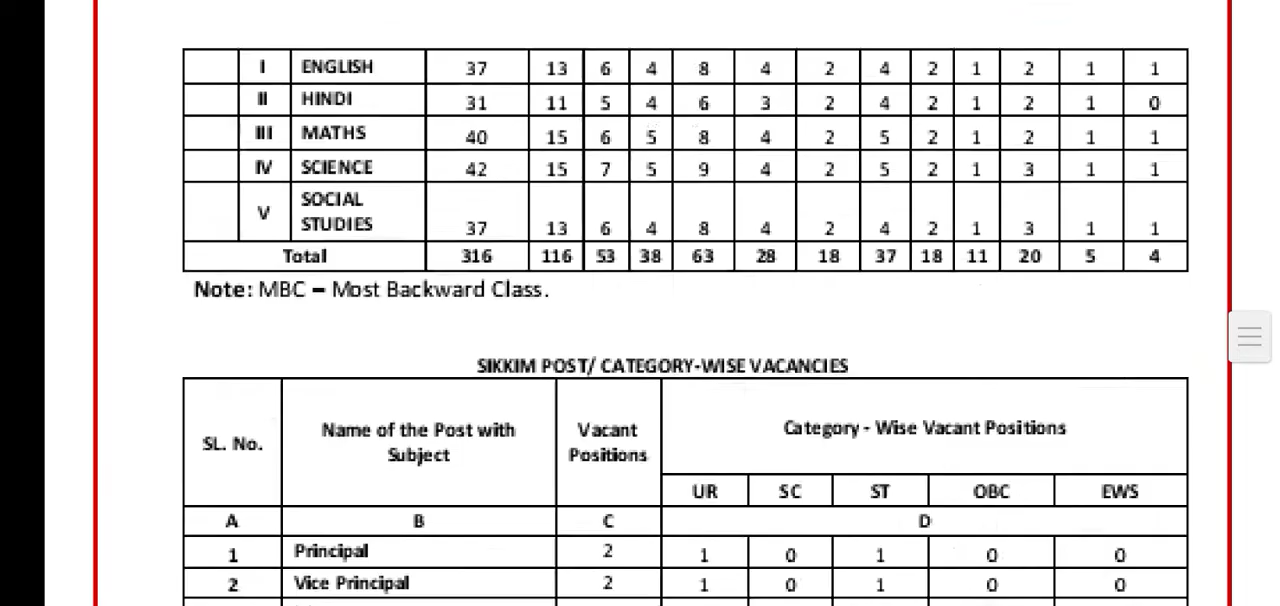 I ENGLISH 37 13 6 4 8 4 2 4 2 1 2 1 1
II HINDI 31 11 5 4 6 3 2 4 2 1 2 1 0
III MATHS 40 15 6 5 8 4 2 5 2 1 2 1 1
IV SCIENCE 42 15 7 5 9 4 2 5 2 1 3 1 1
V SOCIAL
STUDIES 37 13 6 4 8 4 2 4 2 1 3 1 1
Total 316 116 53 38 63 28 18 37 18 11 20 5 4
Note: MBC – Most Backward Class.
SIKKIM POST/ CATEGORY-WISE VACANCIES
SL. No. Name of the Post with
Subject Vacant
Positions Category - Wise Vacant Positions
UR SC ST OBC EWS
A B C D
1 Principal 2 1 0 1 0 0
2 Vice Principal 2 1 0 1 0 0